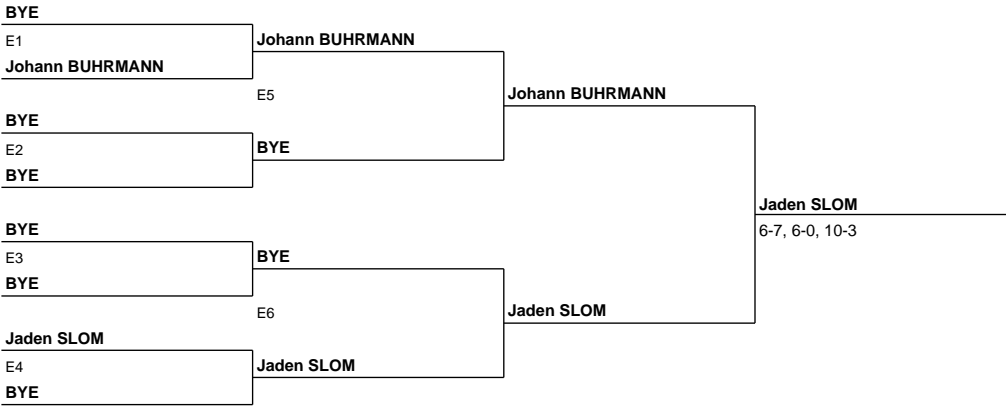 BYE
E1
Johann BUHRMANN
Johann BUHRMANN
E5
Johann BUHRMANN
BYE
E2
BYE
BYE
Jaden SLOM
6-7, 6-0, 10-3
BYE
E3
BYE
BYE
E6
Jaden SLOM
Jaden SLOM
E4
Jaden SLOM
BYE